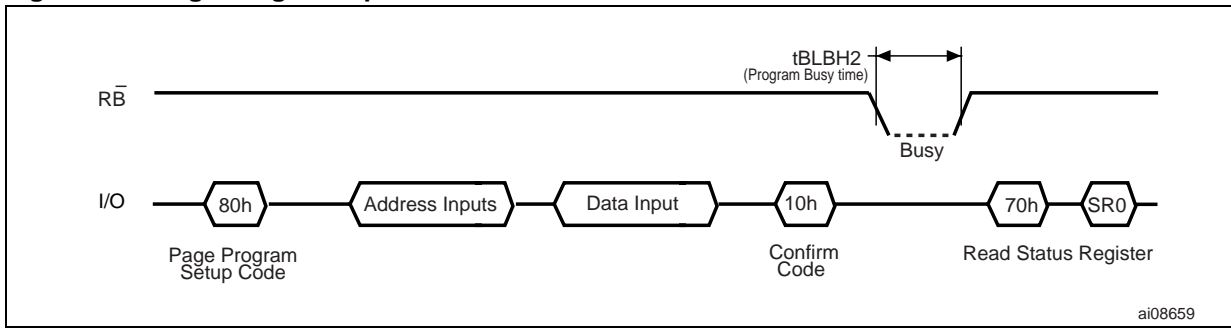 tBLBH2
(Program Busy time)
RB̅
Busy
I/O
80h
Address Inputs
Data Input
10h
70h
SR0
Page Program
Setup Code
Confirm
Code
Read Status Register
ai08659